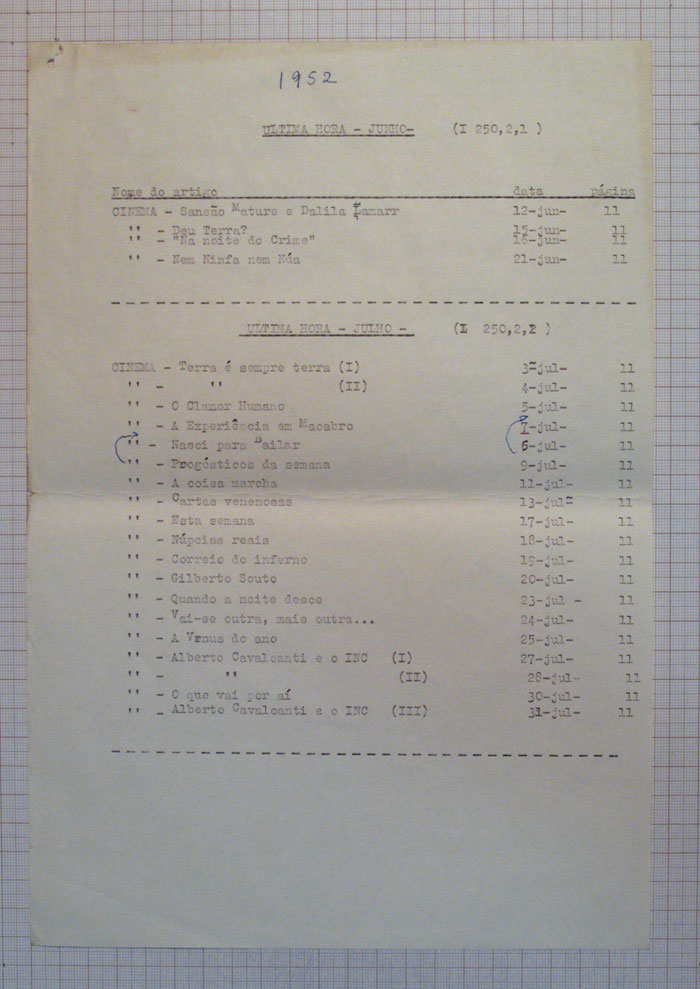 1952
ULTIMA HORA - JUNHO- (I 250,2,1 )
Nome do artigo data página
CINEMA - Sansão Mature e Dalila Lamarr 12-jun- 11
" - Deu Terra? 15-jun- 11
" - "Na noite do Crime" 16-jun- 11
" - Nem Ninfa nem Núa 21-jun- 11
ULTIMA HORA - JULHO - (I 250,2,2 )
CINEMA - Terra é sempre terra (I) 3-jul- 11
" - " (II) 4-jul- 11
" - O Clamor Humano 5-jul- 11
" - A Experiência em Macabro 7-jul- 11
" - Nasci para Bailar 6-jul- 11
" - Progósticos da semana 9-jul- 11
" - A coisa marcha 11-jul- 11
" - Cartas venenosas 13-jul- 11
" - Esta semana 17-jul- 11
" - Núpcias reais 18-jul- 11
" - Correio do inferno 19-jul- 11
" - Gilberto Souto 20-jul- 11
" - Quando a noite desce 23-jul - 11
" - Vai-se outra, mais outra... 24-jul- 11
" - A Venus do ano 25-jul- 11
" - Alberto Cavalcanti e o INC (I) 27-jul- 11
" - " (II) 28-jul- 11
" - O que vai por aí 30-jul- 11
" - Alberto Cavalcanti e o INC (III) 31-jul- 11